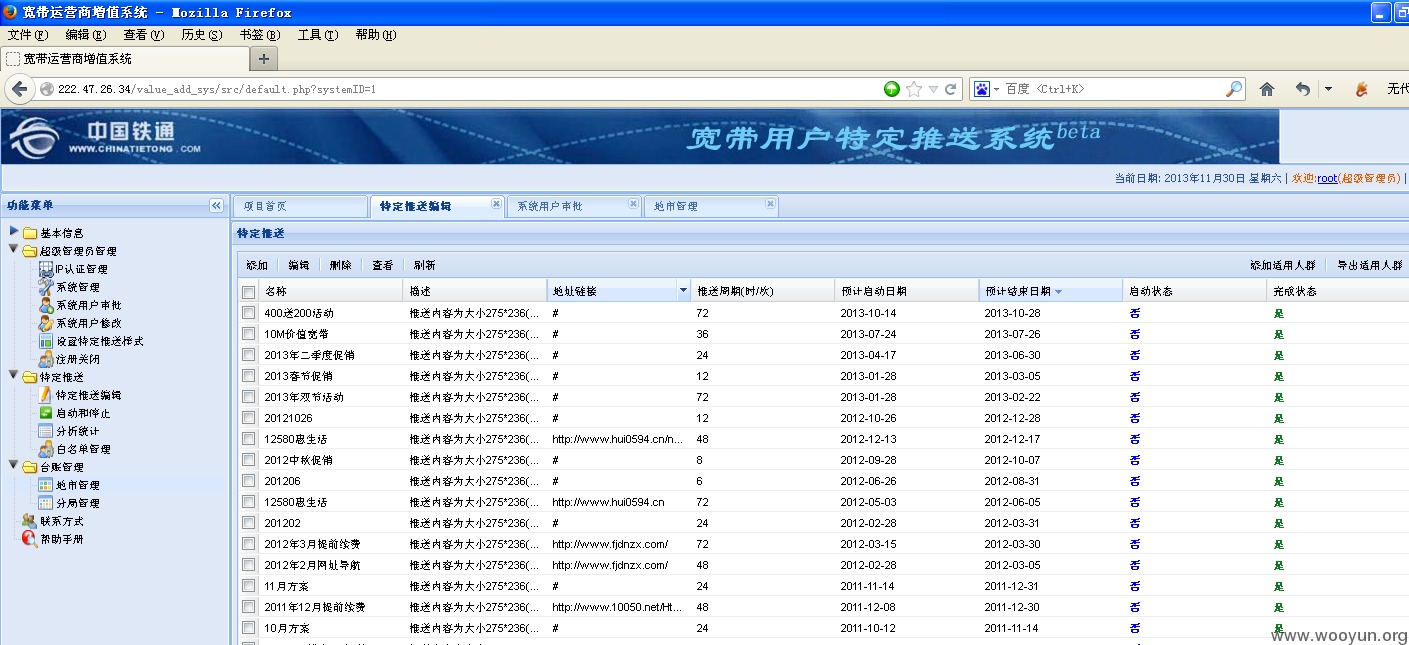 宽带运营商增值系统 - Mozilla Firefox
文件(F) 编辑(E) 查看(V) 历史(S) 书签(B) 工具(T) 帮助(H)
宽带运营商增值系统 +
222.47.26.34/value_add_sys/src/default.php?systemID=1 百度 <Ctrl+K> 无代
中国铁通
WWW.CHINATIETONG.COM
宽带用户特定推送系统beta
当前日期: 2013年11月30日 星期六 | 欢迎:root(超级管理员) |
功能菜单
基本信息
超级管理员管理
IP认证管理
系统管理
系统用户审批
系统用户修改
设置特定推送样式
注册关闭
特定推送
特定推送编辑
启动和停止
分析统计
白名单管理
台账管理
地市管理
分局管理
联系方式
帮助手册
项目首页 特定推送编辑 系统用户审批 地市管理
特定推送
添加 编辑 删除 查看 刷新 添加适用人群 导出适用人群
名称 描述 地址链接 推送周期(时/次) 预计启动日期 预计结束日期 启动状态 完成状态
400送200活动 推送内容为大小275*236(... # 72 2013-10-14 2013-10-28 否 是
10M价值宽带 推送内容为大小275*236(... # 36 2013-07-24 2013-07-26 否 是
2013年二季度促销 推送内容为大小275*236(... # 24 2013-04-17 2013-06-30 否 是
2013春节促销 推送内容为大小275*236(... # 12 2013-01-28 2013-03-05 否 是
2013年双节活动 推送内容为大小275*236(... # 72 2013-01-28 2013-02-22 否 是
20121026 推送内容为大小275*236(... # 12 2012-10-26 2012-12-28 否 是
12580惠生活 推送内容为大小275*236(... http://www.hui0594.cn/n... 48 2012-12-13 2012-12-17 否 是
2012中秋促销 推送内容为大小275*236(... # 8 2012-09-28 2012-10-07 否 是
201206 推送内容为大小275*236(... # 6 2012-06-26 2012-08-31 否 是
12580惠生活 推送内容为大小275*236(... http://www.hui0594.cn 72 2012-05-03 2012-06-05 否 是
201202 推送内容为大小275*236(... # 24 2012-02-28 2012-03-31 否 是
2012年3月提前续费 推送内容为大小275*236(... http://www.fjdnzx.com/ 72 2012-03-15 2012-03-30 否 是
2012年2月网址导航 推送内容为大小275*236(... http://www.fjdnzx.com/ 48 2012-02-28 2012-03-05 否 是
11月方案 推送内容为大小275*236(... # 24 2011-11-14 2011-12-31 否 是
2011年12月提前续费 推送内容为大小275*236(... http://www.10050.net/Ht... 48 2011-12-08 2011-12-30 否 是
10月方案 推送内容为大小275*236(... # 24 2011-10-12 2011-11-14 否 是
www.wooyun.org